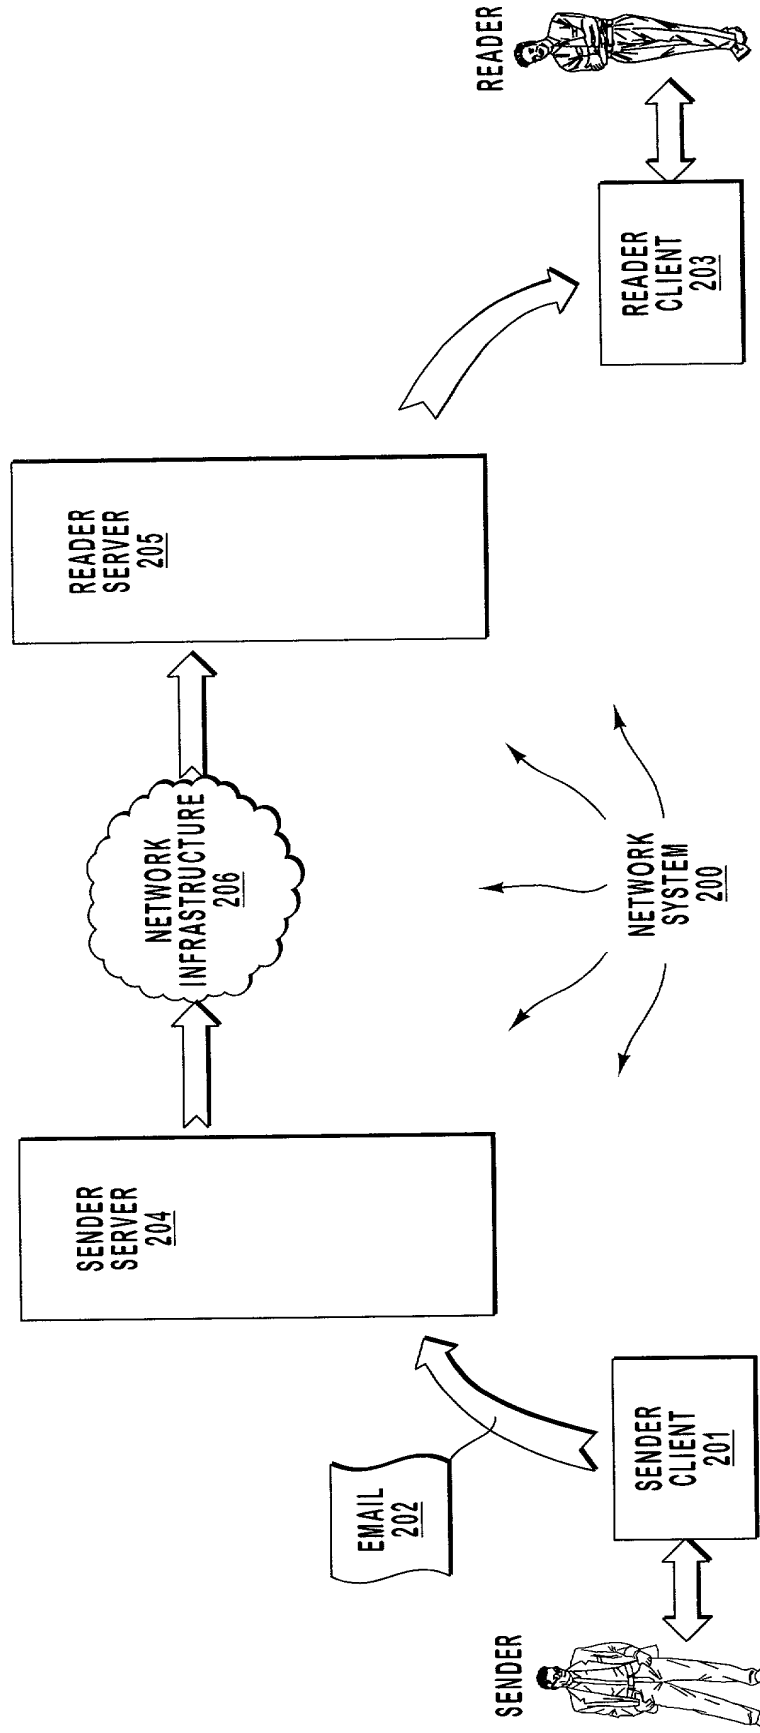 SENDER
SENDER
CLIENT
201
EMAIL
202
SENDER
SERVER
204
NETWORK
INFRASTRUCTURE
206
NETWORK
SYSTEM
200
READER
SERVER
205
READER
CLIENT
203
READER